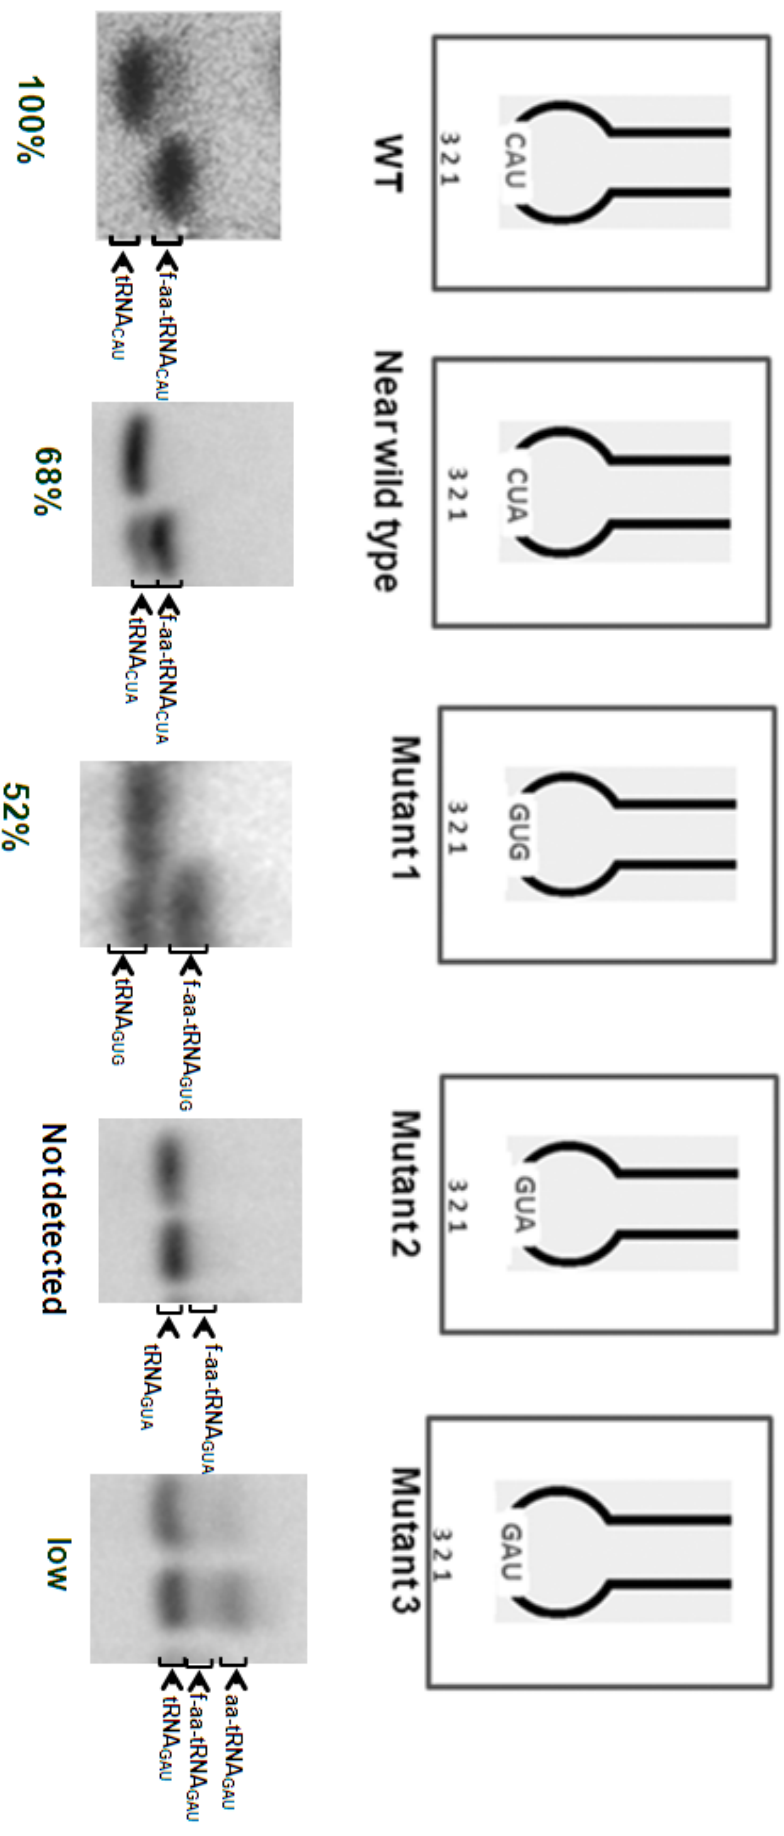 CAU
3 2 1
WT
f-aa-tRNACAU
tRNACAU
100%
CUA
3 2 1
Near wild type
f-aa-tRNACUA
tRNACUA
68%
GUG
3 2 1
Mutant 1
f-aa-tRNAGUG
tRNAGUG
52%
GUA
3 2 1
Mutant 2
f-aa-tRNAGUA
tRNAGUA
Not detected
GAU
3 2 1
Mutant 3
aa-tRNAGAU
f-aa-tRNAGAU
tRNAGAU
low